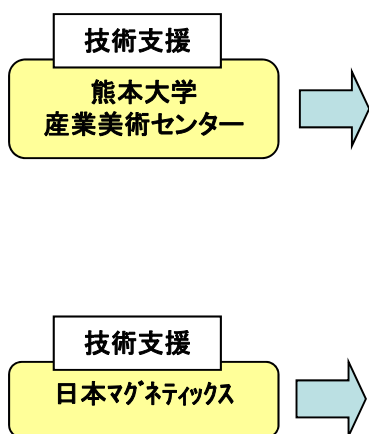 技術支援
熊本大学
産業美術センター
技術支援
日本マグネティックス